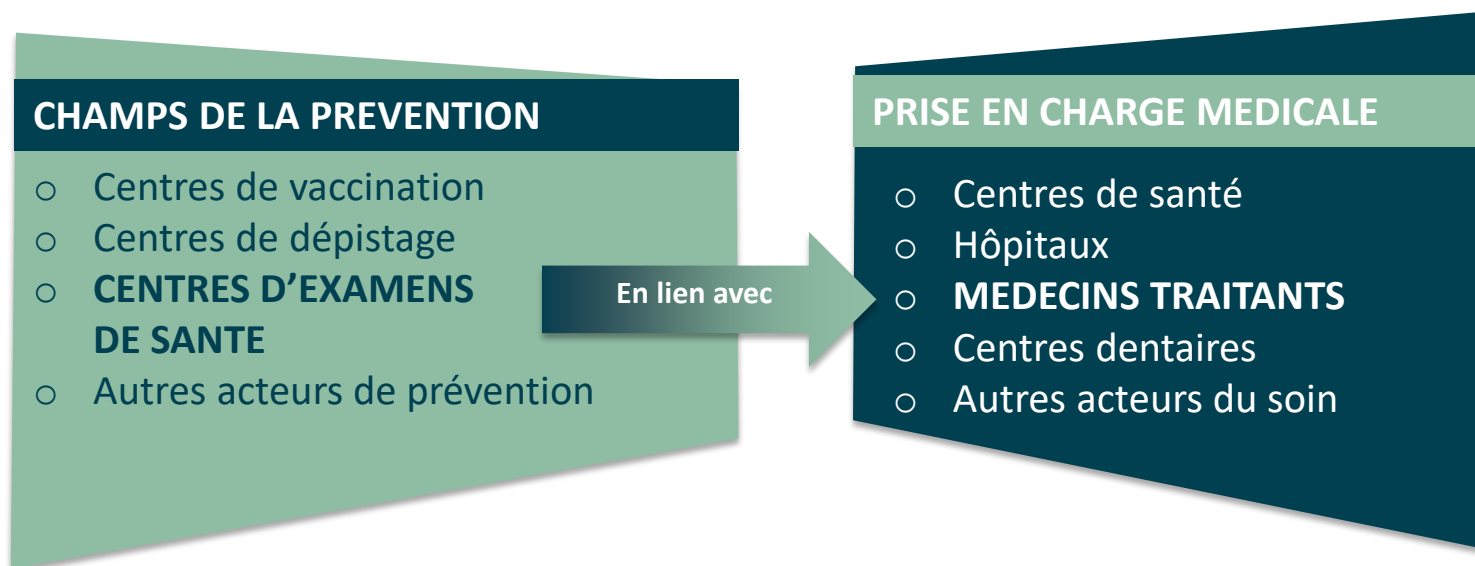 CHAMPS DE LA PREVENTION
o Centres de vaccination
o Centres de dépistage
o CENTRES D’EXAMENS
DE SANTE
o Autres acteurs de prévention
En lien avec
PRISE EN CHARGE MEDICALE
o Centres de santé
o Hôpitaux
o MEDECINS TRAITANTS
o Centres dentaires
o Autres acteurs du soin